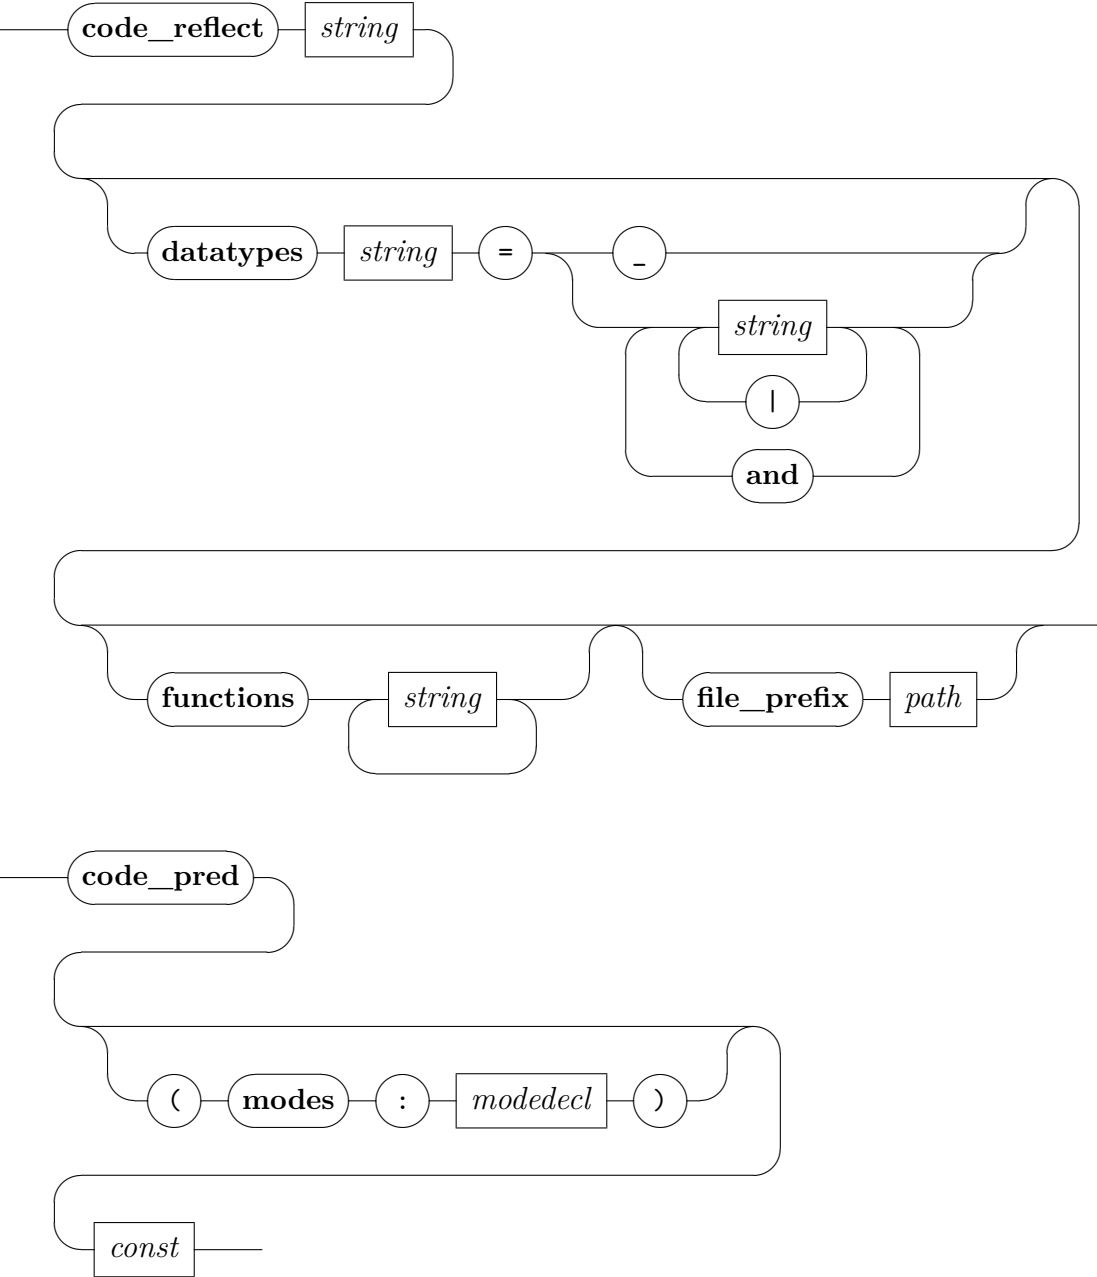 code_reflect string
datatypes string = _
string
|
and
functions string file_prefix path
code_pred
( modes : modedecl )
const